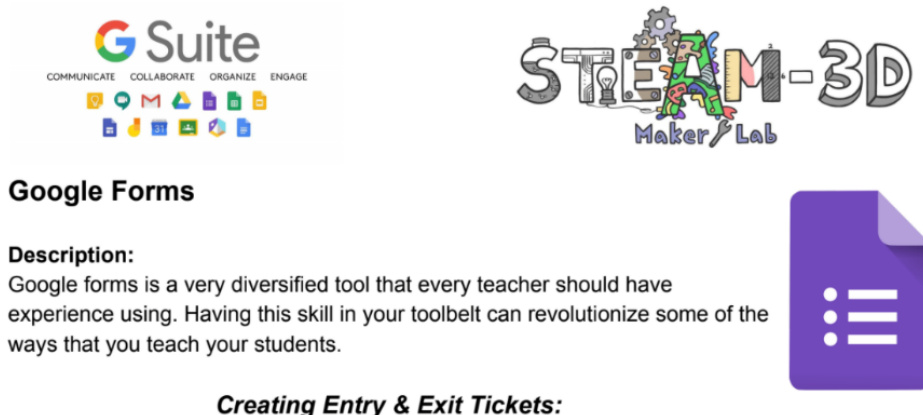 G Suite
COMMUNICATE COLLABORATE ORGANIZE ENGAGE
31
STEAM-3D
Maker Lab
Google Forms
Description:
Google forms is a very diversified tool that every teacher should have
experience using. Having this skill in your toolbelt can revolutionize some of the
ways that you teach your students.
Creating Entry & Exit Tickets: